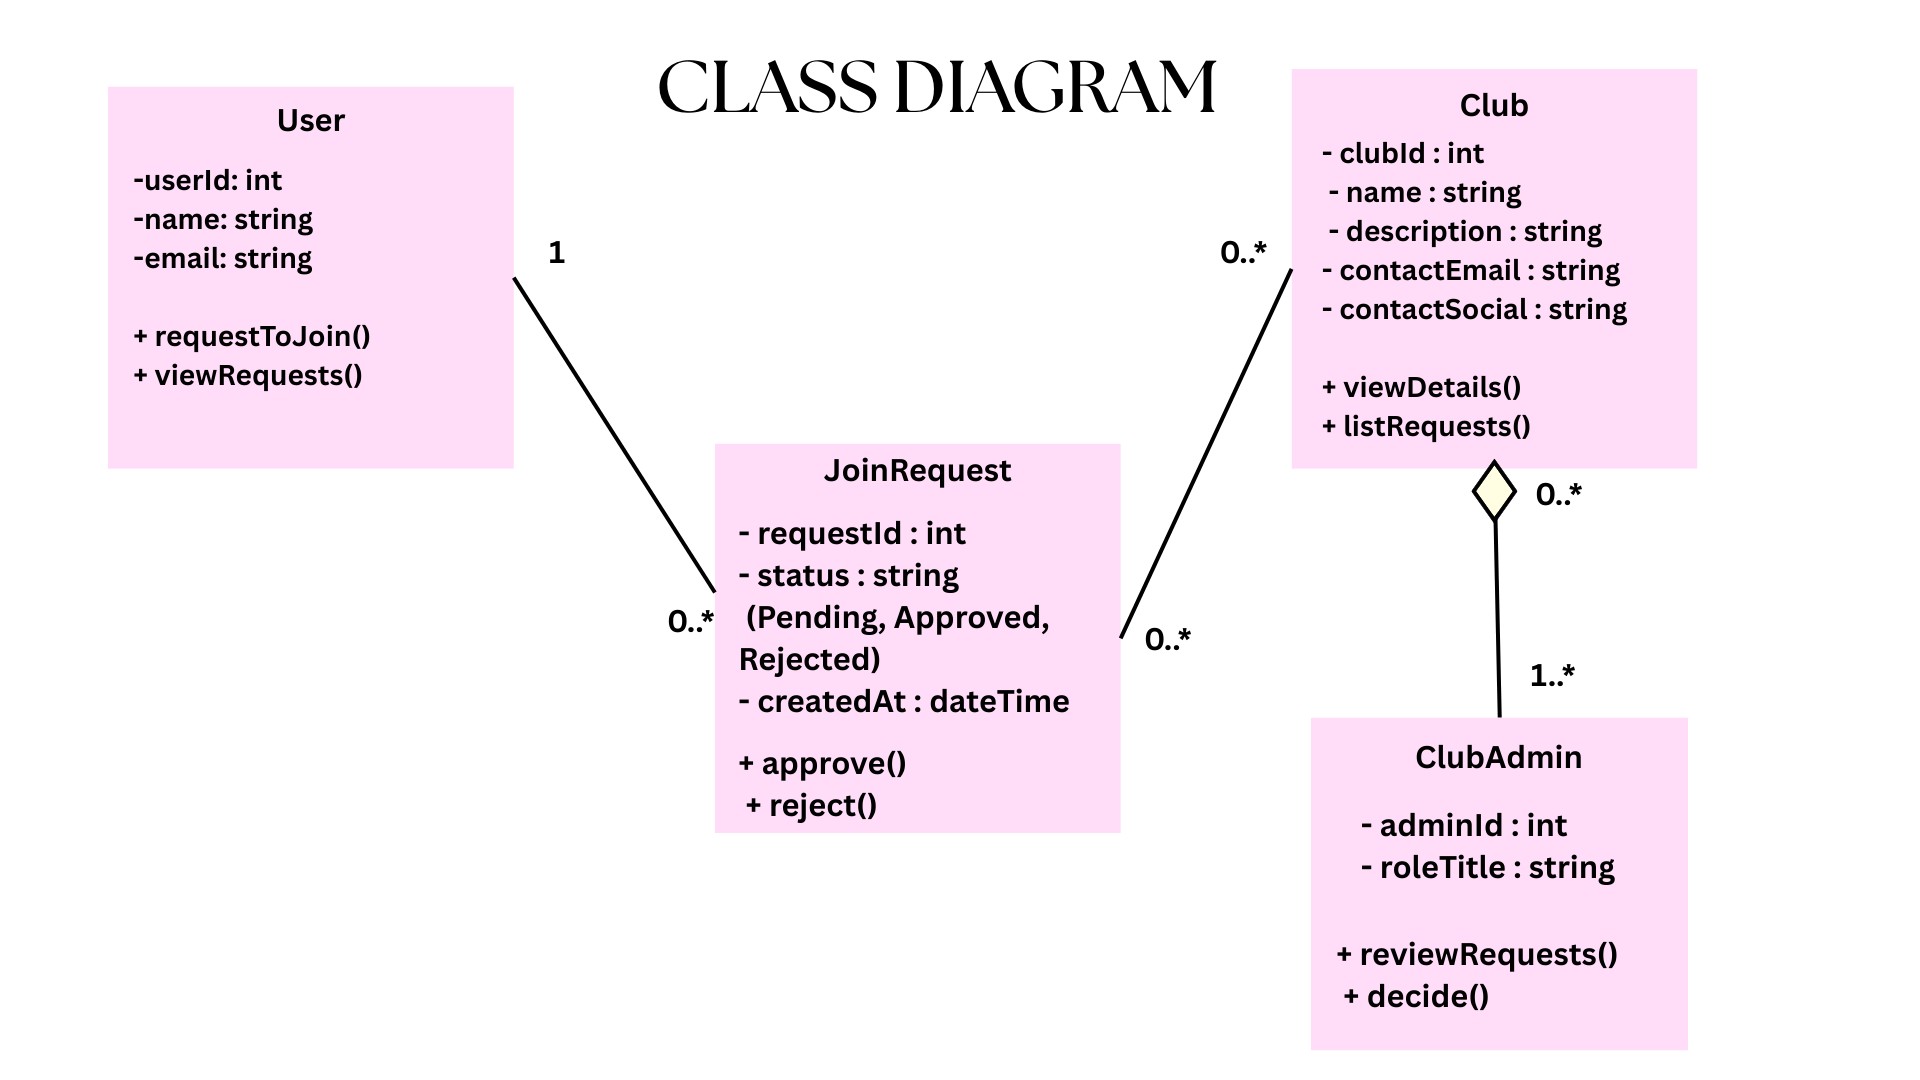 CLASS DIAGRAM
User
-userId: int
-name: string
-email: string
+ requestToJoin()
+ viewRequests()
1
0..*
JoinRequest
- requestId : int
- status : string
(Pending, Approved,
Rejected)
- createdAt : dateTime
+ approve()
+ reject()
0..*
0..*
Club
- clubId : int
- name : string
- description : string
- contactEmail : string
- contactSocial : string
+ viewDetails()
+ listRequests()
0..*
1..*
ClubAdmin
- adminId : int
- roleTitle : string
+ reviewRequests()
+ decide()